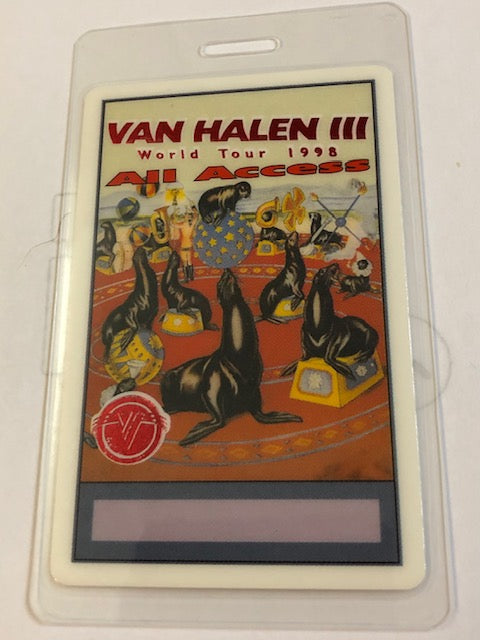 VAN HALEN III
World Tour 1998
All Access